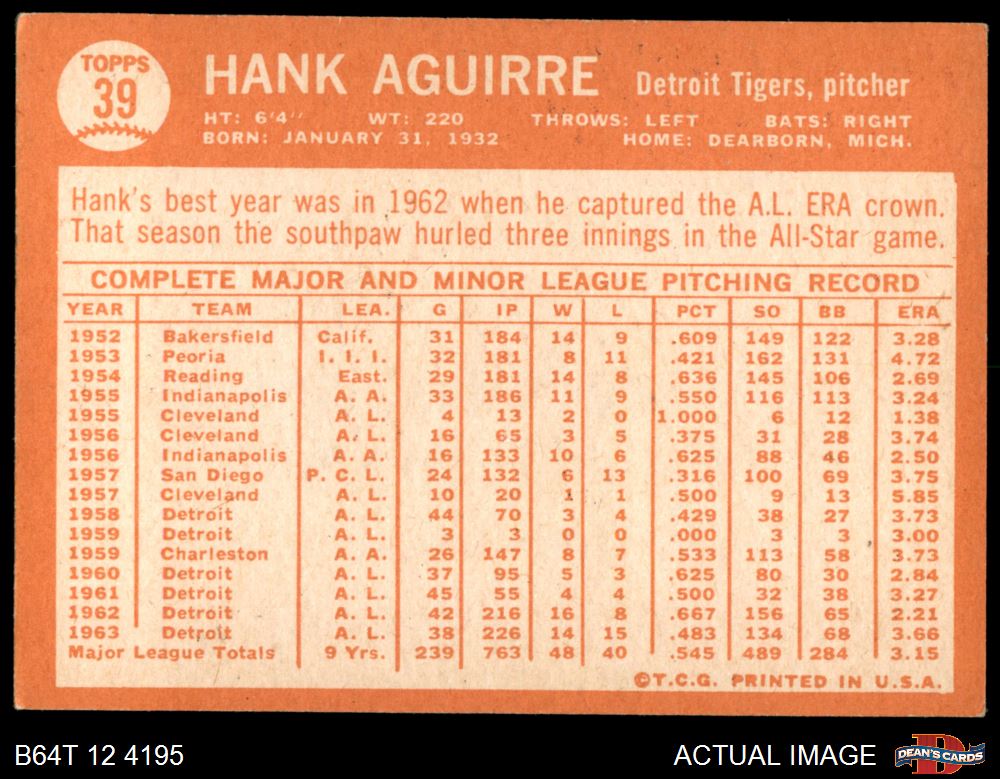 TOPPS
39
HANK AGUIRRE Detroit Tigers, pitcher
HT: 6'4" WT: 220 THROWS: LEFT BATS: RIGHT
BORN: JANUARY 31, 1932 HOME: DEARBORN, MICH.
Hank's best year was in 1962 when he captured the A.L. ERA crown.
That season the southpaw hurled three innings in the All-Star game.
COMPLETE MAJOR AND MINOR LEAGUE PITCHING RECORD
YEAR TEAM LEA. G IP W L PCT SO BB ERA
1952 Bakersfield Calif. 31 184 14 9 .609 149 122 3.28
1953 Peoria I. I. I. 32 181 8 11 .421 162 131 4.72
1954 Reading East. 29 181 14 8 .636 145 106 2.69
1955 Indianapolis A. A. 33 186 11 9 .550 116 113 3.24
1955 Cleveland A. L. 4 13 2 0 1.000 6 12 1.38
1956 Cleveland A. L. 16 65 3 5 .375 31 28 3.74
1956 Indianapolis A. A. 16 133 10 6 .625 88 46 2.50
1957 San Diego P. C. L. 24 132 6 13 .316 100 69 3.75
1957 Cleveland A. L. 10 20 1 1 .500 9 13 5.85
1958 Detroit A. L. 44 70 3 4 .429 38 27 3.73
1959 Detroit A. L. 3 3 0 0 .000 3 3 3.00
1959 Charleston A. A. 26 147 8 7 .533 113 58 3.73
1960 Detroit A. L. 37 95 5 3 .625 80 30 2.84
1961 Detroit A. L. 45 55 4 4 .500 32 38 3.27
1962 Detroit A. L. 42 216 16 8 .667 156 65 2.21
1963 Detroit A. L. 38 226 14 15 .483 134 68 3.66
Major League Totals 9 Yrs. 239 763 48 40 .545 489 284 3.15
©T.C.G. PRINTED IN U.S.A.
B64T 12 4195 ACTUAL IMAGE DEAN'S CARDS